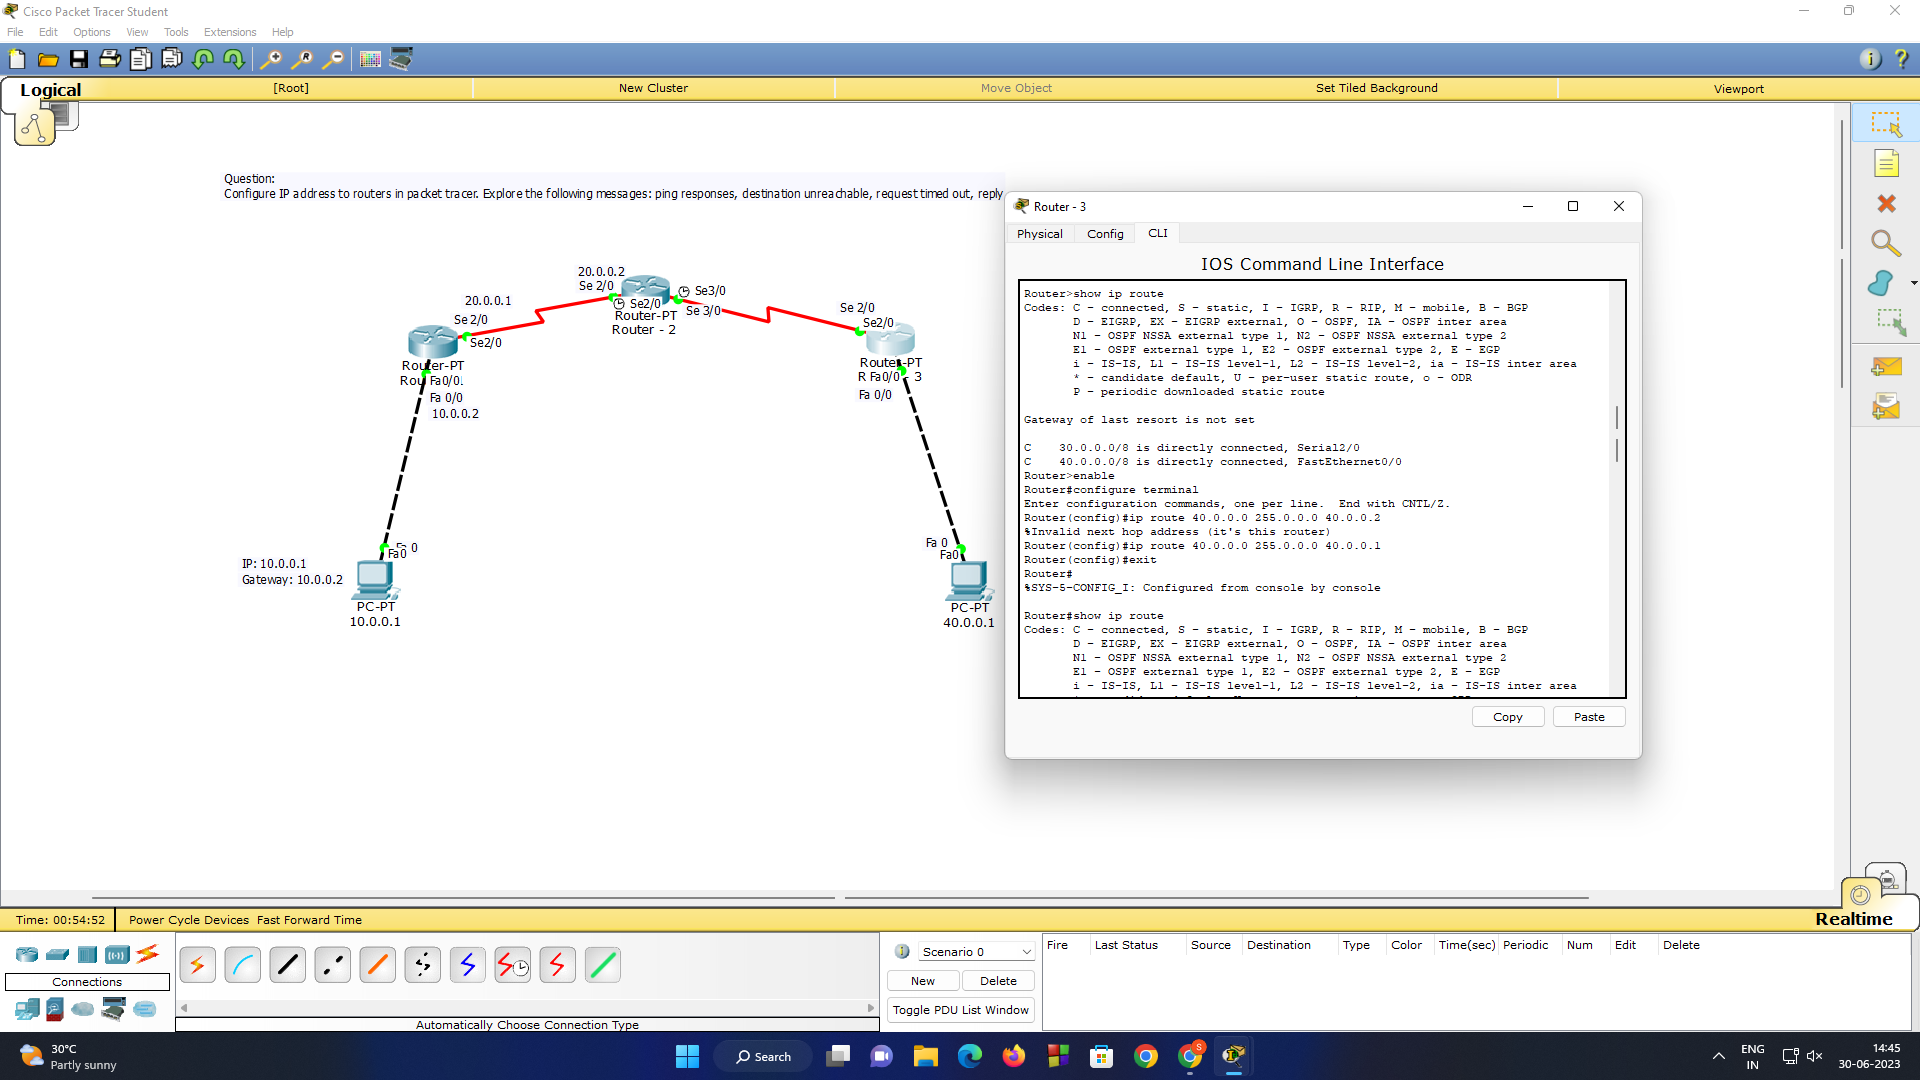 Cisco Packet Tracer Student
File Edit Options View Tools Extensions Help
Logical [Root] New Cluster Move Object Set Tiled Background Viewport
Question:
Configure IP address to routers in packet tracer. Explore the following messages: ping responses, destination unreachable, request timed out, reply
20.0.0.2
Se 2/0
Se2/0
Se3/0
Se 3/0
Router-PT
Router - 2
20.0.0.1
Se 2/0
Se2/0
Router-PT
Rou Fa0/0.
Fa 0/0
10.0.0.2
Se 2/0
Se2/0
Router-PT
R Fa0/0 - 3
Fa 0/0
IP: 10.0.0.1
Gateway: 10.0.0.2
Fa0 0
PC-PT
10.0.0.1
Fa 0
Fa0
PC-PT
40.0.0.1
Router - 3
Physical Config CLI
IOS Command Line Interface
Router>show ip route
Codes: C - connected, S - static, I - IGRP, R - RIP, M - mobile, B - BGP
D - EIGRP, EX - EIGRP external, O - OSPF, IA - OSPF inter area
N1 - OSPF NSSA external type 1, N2 - OSPF NSSA external type 2
E1 - OSPF external type 1, E2 - OSPF external type 2, E - EGP
i - IS-IS, L1 - IS-IS level-1, L2 - IS-IS level-2, ia - IS-IS inter area
* - candidate default, U - per-user static route, o - ODR
P - periodic downloaded static route
Gateway of last resort is not set
C 30.0.0.0/8 is directly connected, Serial2/0
C 40.0.0.0/8 is directly connected, FastEthernet0/0
Router>enable
Router#configure terminal
Enter configuration commands, one per line. End with CNTL/Z.
Router(config)#ip route 40.0.0.0 255.0.0.0 40.0.0.2
%Invalid next hop address (it's this router)
Router(config)#ip route 40.0.0.0 255.0.0.0 40.0.0.1
Router(config)#exit
Router#
%SYS-5-CONFIG_I: Configured from console by console
Router#show ip route
Codes: C - connected, S - static, I - IGRP, R - RIP, M - mobile, B - BGP
D - EIGRP, EX - EIGRP external, O - OSPF, IA - OSPF inter area
N1 - OSPF NSSA external type 1, N2 - OSPF NSSA external type 2
E1 - OSPF external type 1, E2 - OSPF external type 2, E - EGP
i - IS-IS, L1 - IS-IS level-1, L2 - IS-IS level-2, ia - IS-IS inter area
Copy Paste
Time: 00:54:52 Power Cycle Devices Fast Forward Time
Realtime
Connections
Automatically Choose Connection Type
Scenario 0
New Delete
Toggle PDU List Window
Fire Last Status Source Destination Type Color Time(sec) Periodic Num Edit Delete
30°C
Partly sunny
Search
S
ENG
IN
14:45
30-06-2023